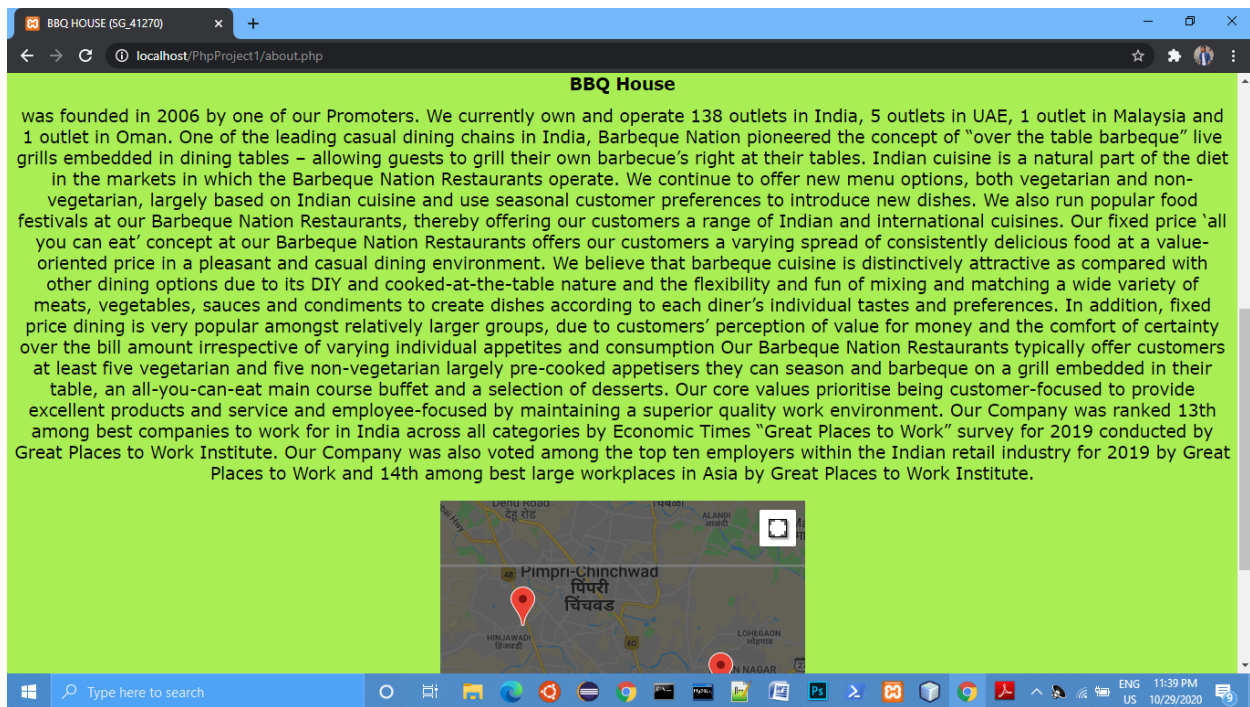 BBQ HOUSE (SG_41270)
localhost/PhpProject1/about.php
BBQ House
was founded in 2006 by one of our Promoters. We currently own and operate 138 outlets in India, 5 outlets in UAE, 1 outlet in Malaysia and
1 outlet in Oman. One of the leading casual dining chains in India, Barbeque Nation pioneered the concept of “over the table barbeque” live
grills embedded in dining tables – allowing guests to grill their own barbecue’s right at their tables. Indian cuisine is a natural part of the diet
in the markets in which the Barbeque Nation Restaurants operate. We continue to offer new menu options, both vegetarian and non-
vegetarian, largely based on Indian cuisine and use seasonal customer preferences to introduce new dishes. We also run popular food
festivals at our Barbeque Nation Restaurants, thereby offering our customers a range of Indian and international cuisines. Our fixed price ‘all
you can eat’ concept at our Barbeque Nation Restaurants offers our customers a varying spread of consistently delicious food at a value-
oriented price in a pleasant and casual dining environment. We believe that barbeque cuisine is distinctively attractive as compared with
other dining options due to its DIY and cooked-at-the-table nature and the flexibility and fun of mixing and matching a wide variety of
meats, vegetables, sauces and condiments to create dishes according to each diner’s individual tastes and preferences. In addition, fixed
price dining is very popular amongst relatively larger groups, due to customers’ perception of value for money and the comfort of certainty
over the bill amount irrespective of varying individual appetites and consumption Our Barbeque Nation Restaurants typically offer customers
at least five vegetarian and five non-vegetarian largely pre-cooked appetisers they can season and barbeque on a grill embedded in their
table, an all-you-can-eat main course buffet and a selection of desserts. Our core values prioritise being customer-focused to provide
excellent products and service and employee-focused by maintaining a superior quality work environment. Our Company was ranked 13th
among best companies to work for in India across all categories by Economic Times “Great Places to Work” survey for 2019 conducted by
Great Places to Work Institute. Our Company was also voted among the top ten employers within the Indian retail industry for 2019 by Great
Places to Work and 14th among best large workplaces in Asia by Great Places to Work Institute.
Road
देहू रोड
ALANDI
आळंदी
48 Pimpri-Chinchwad
पिंपरी
चिंचवड
HINJAWADI
हिंजवडी
60
LOHEGAON
लोहगाव
N NAGAR
Type here to search
ENG
US
11:39 PM
10/29/2020
9